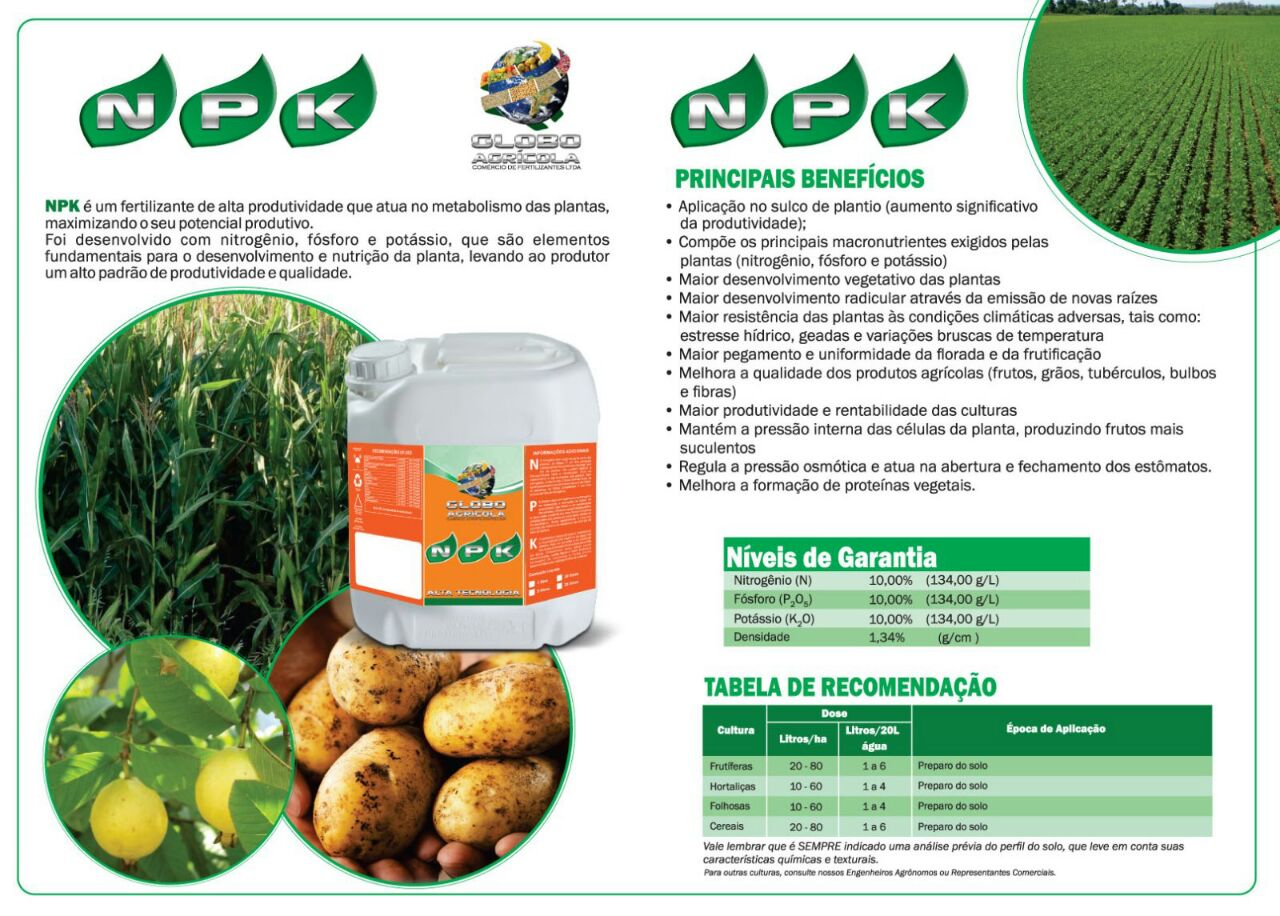 NPK
GLOBO
AGRÍCOLA
COMÉRCIO DE FERTILIZANTES LTDA
NPK é um fertilizante de alta produtividade que atua no metabolismo das plantas,
maximizando o seu potencial produtivo.
Foi desenvolvido com nitrogênio, fósforo e potássio, que são elementos
fundamentais para o desenvolvimento e nutrição da planta, levando ao produtor
um alto padrão de produtividade e qualidade.
RECOMENDAÇÕES DE USO
INFORMAÇÕES ADICIONAIS
N
P
K
GLOBO
AGRÍCOLA
NPK
ALTA TECNOLOGIA
NPK
PRINCIPAIS BENEFÍCIOS
• Aplicação no sulco de plantio (aumento significativo
da produtividade);
• Compõe os principais macronutrientes exigidos pelas
plantas (nitrogênio, fósforo e potássio)
• Maior desenvolvimento vegetativo das plantas
• Maior desenvolvimento radicular através da emissão de novas raízes
• Maior resistência das plantas às condições climáticas adversas, tais como:
estresse hídrico, geadas e variações bruscas de temperatura
• Maior pegamento e uniformidade da florada e da frutificação
• Melhora a qualidade dos produtos agrícolas (frutos, grãos, tubérculos, bulbos
e fibras)
• Maior produtividade e rentabilidade das culturas
• Mantém a pressão interna das células da planta, produzindo frutos mais
suculentos
• Regula a pressão osmótica e atua na abertura e fechamento dos estômatos.
• Melhora a formação de proteínas vegetais.
Níveis de Garantia
Nitrogênio (N) 10,00% (134,00 g/L)
Fósforo (P₂O₅) 10,00% (134,00 g/L)
Potássio (K₂O) 10,00% (134,00 g/L)
Densidade 1,34% (g/cm )
TABELA DE RECOMENDAÇÃO
Cultura Dose Época de Aplicação
Litros/ha Litros/20L
água
Frutíferas 20 - 80 1 a 6 Preparo do solo
Hortaliças 10 - 60 1 a 4 Preparo do solo
Folhosas 10 - 60 1 a 4 Preparo do solo
Cereais 20 - 80 1 a 6 Preparo do solo
Vale lembrar que é SEMPRE indicado uma análise prévia do perfil do solo, que leve em conta suas
características químicas e texturais.
Para outras culturas, consulte nossos Engenheiros Agrônomos ou Representantes Comerciais.